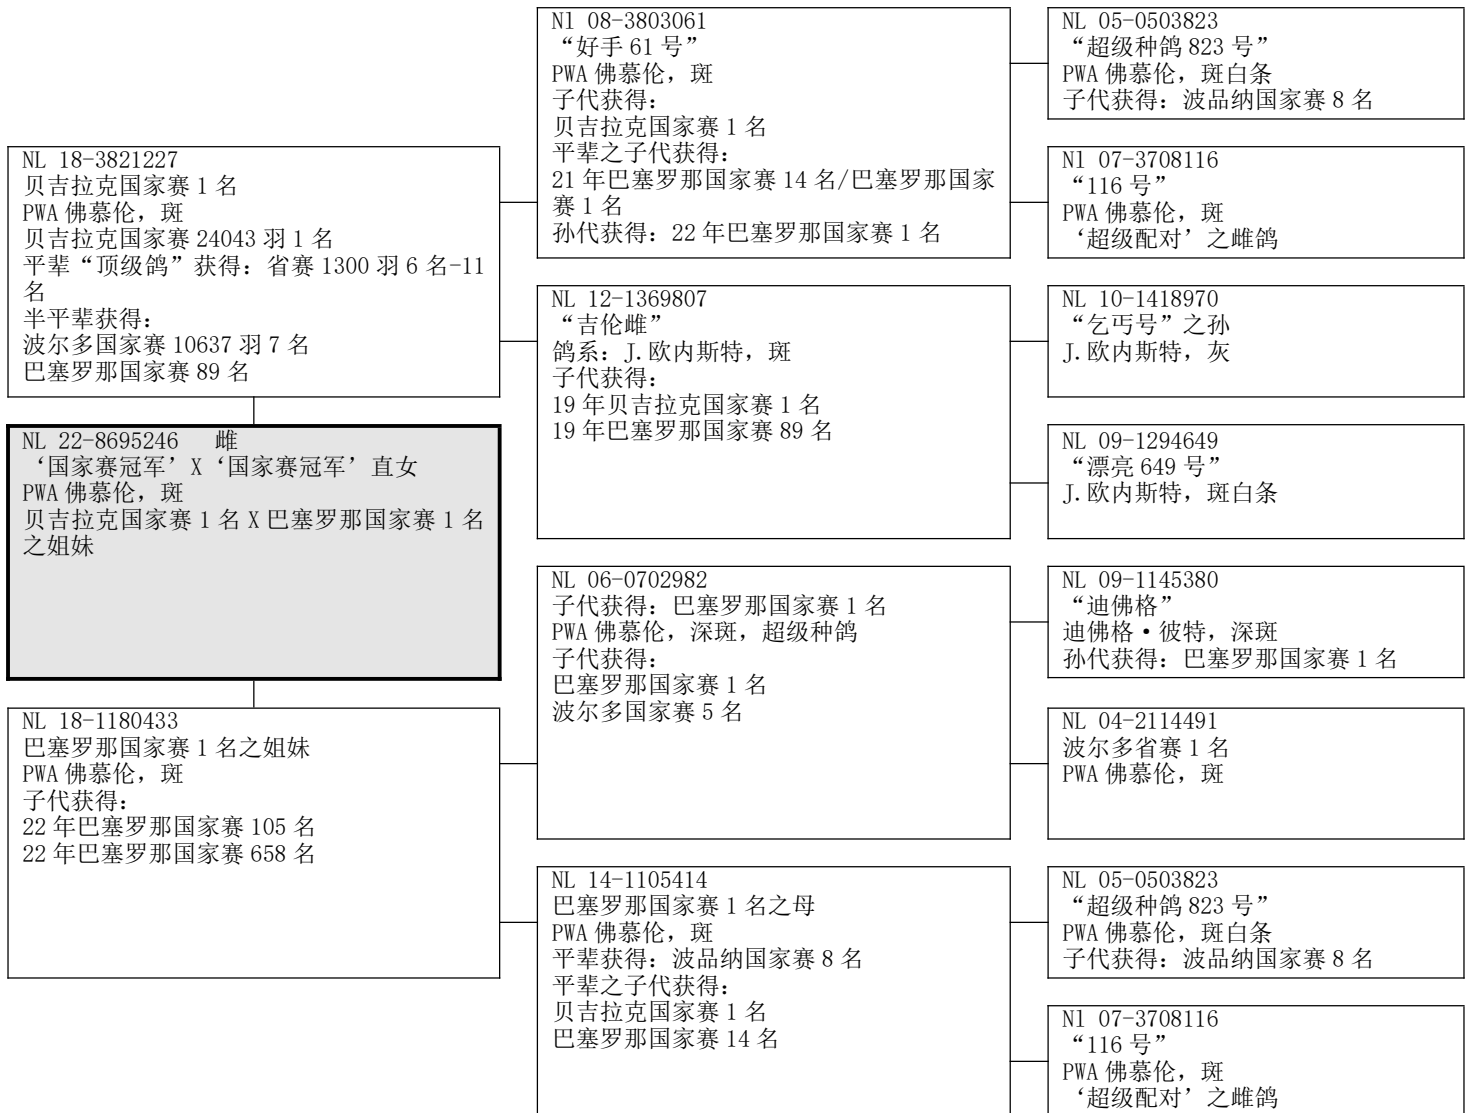 NL 18-3821227
贝吉拉克国家赛 1 名
PWA 佛慕伦，斑
贝吉拉克国家赛 24043 羽 1 名
平辈“顶级鸽”获得：省赛 1300 羽 6 名-11
名
半平辈获得：
波尔多国家赛 10637 羽 7 名
巴塞罗那国家赛 89 名
NL 22-8695246 雌
‘国家赛冠军’X‘国家赛冠军’直女
PWA 佛慕伦，斑
贝吉拉克国家赛 1 名 X 巴塞罗那国家赛 1 名
之姐妹
NL 18-1180433
巴塞罗那国家赛 1 名之姐妹
PWA 佛慕伦，斑
子代获得：
22 年巴塞罗那国家赛 105 名
22 年巴塞罗那国家赛 658 名
Nl 08-3803061
“好手 61 号”
PWA 佛慕伦，斑
子代获得：
贝吉拉克国家赛 1 名
平辈之子代获得：
21 年巴塞罗那国家赛 14 名/巴塞罗那国家
赛 1 名
孙代获得：22 年巴塞罗那国家赛 1 名
NL 12-1369807
“吉伦雌”
鸽系：J.欧内斯特，斑
子代获得：
19 年贝吉拉克国家赛 1 名
19 年巴塞罗那国家赛 89 名
NL 06-0702982
子代获得：巴塞罗那国家赛 1 名
PWA 佛慕伦，深斑，超级种鸽
子代获得：
巴塞罗那国家赛 1 名
波尔多国家赛 5 名
NL 14-1105414
巴塞罗那国家赛 1 名之母
PWA 佛慕伦，斑
平辈获得：波品纳国家赛 8 名
平辈之子代获得：
贝吉拉克国家赛 1 名
巴塞罗那国家赛 14 名
NL 05-0503823
“超级种鸽 823 号”
PWA 佛慕伦，斑白条
子代获得：波品纳国家赛 8 名
Nl 07-3708116
“116 号”
PWA 佛慕伦，斑
‘超级配对’之雌鸽
NL 10-1418970
“乞丐号”之孙
J.欧内斯特，灰
NL 09-1294649
“漂亮 649 号”
J.欧内斯特，斑白条
NL 09-1145380
“迪佛格”
迪佛格·彼特，深斑
孙代获得：巴塞罗那国家赛 1 名
NL 04-2114491
波尔多省赛 1 名
PWA 佛慕伦，斑
NL 05-0503823
“超级种鸽 823 号”
PWA 佛慕伦，斑白条
子代获得：波品纳国家赛 8 名
Nl 07-3708116
“116 号”
PWA 佛慕伦，斑
‘超级配对’之雌鸽